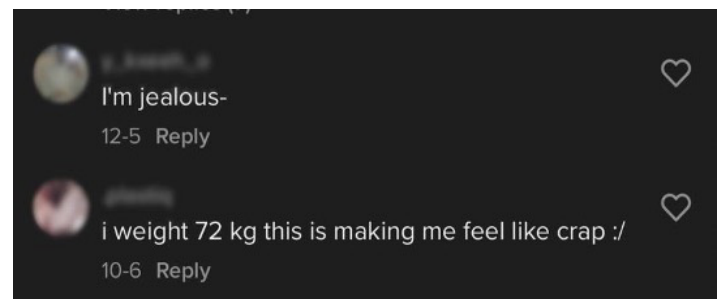 I'm jealous-
12-5 Reply
i weight 72 kg this is making me feel like crap :/
10-6 Reply